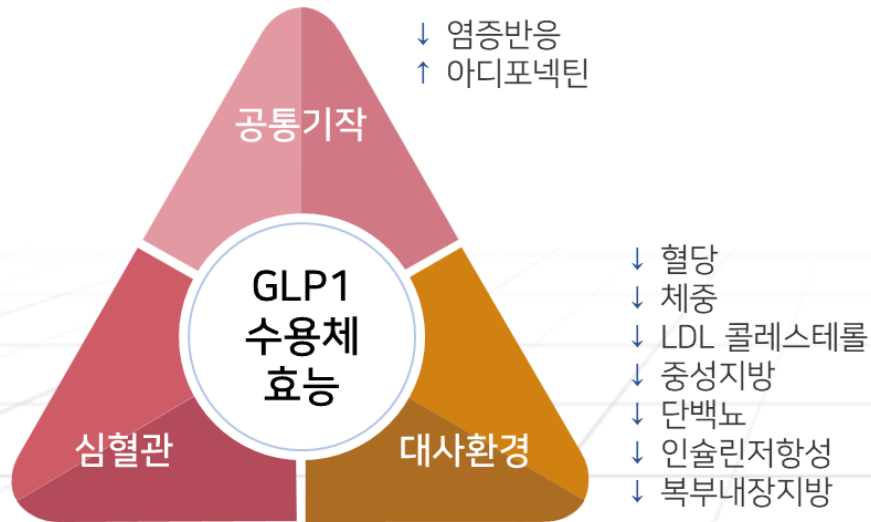 ↓ 염증반응
↑ 아디포넥틴
공통기작
GLP1
수용체
효능
심혈관
대사환경
↓ 혈당
↓ 체중
↓ LDL 콜레스테롤
↓ 중성지방
↓ 단백뇨
↓ 인슐린저항성
↓ 복부내장지방